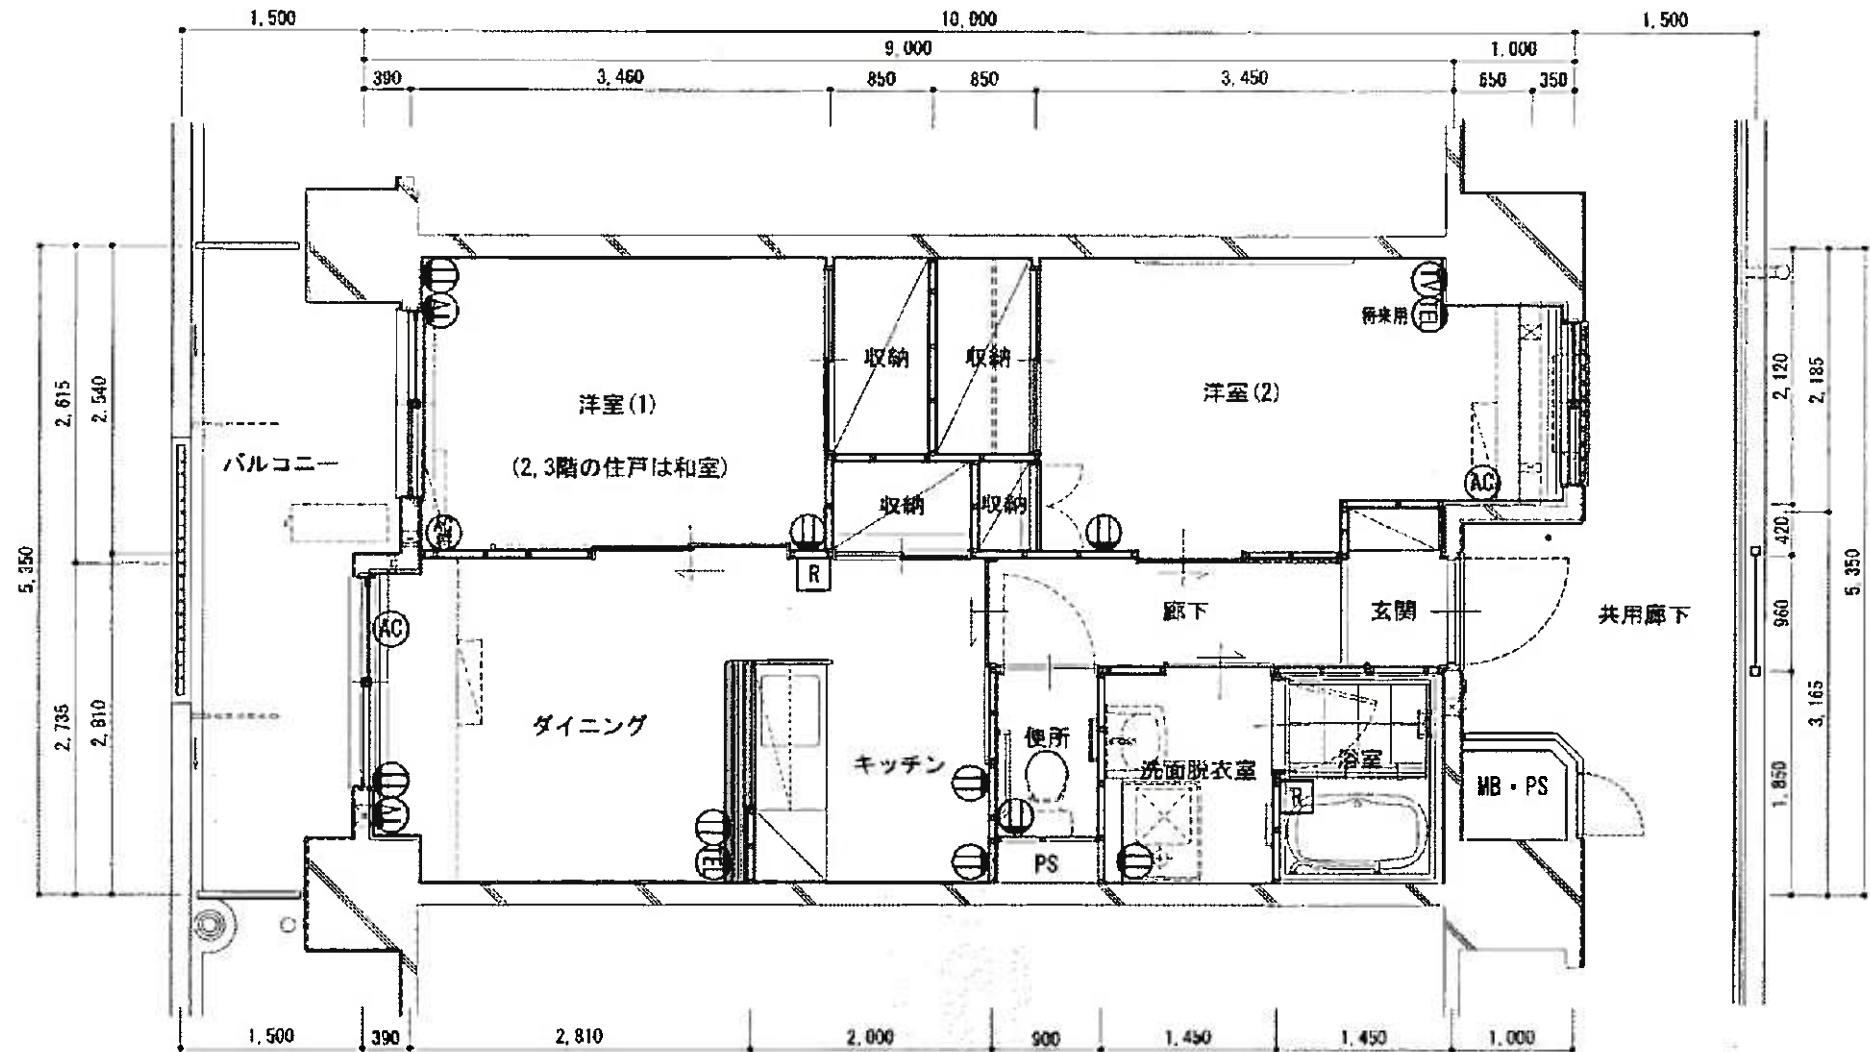 1,500
10,000
1,500
9,000
1,000
390
3,460
850
850
3,450
650
350
TV
TV
TEL
将来用
収納
収納
洋室(1)
洋室(2)
(2,3階の住戸は和室)
バルコニー
AC
収納
収納
R
AC
廊下
玄関
共用廊下
ダイニング
キッチン
便所
洗面脱衣室
浴室
MB・PS
R
TV
TEL
PS
5,350
2,615
2,540
2,735
2,810
2,120
2,185
420
960
5,350
3,165
1,850
1,500
390
2,810
2,000
900
1,450
1,450
1,000